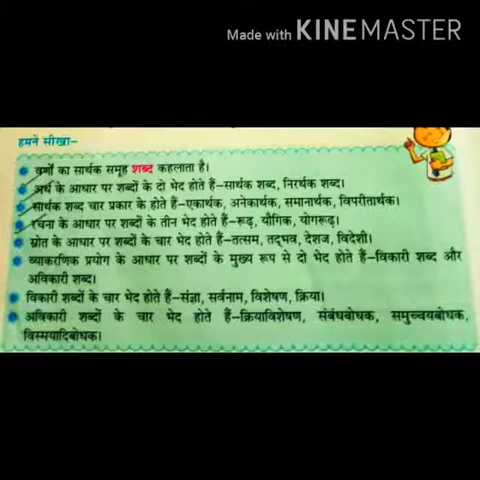 Made with KINEMASTER
हमने सीखा–
वर्णों का सार्थक समूह शब्द कहलाता है।
अर्थ के आधार पर शब्दों के दो भेद होते हैं–सार्थक शब्द, निरर्थक शब्द।
सार्थक शब्द चार प्रकार के होते हैं–एकार्थक, अनेकार्थक, समानार्थक, विपरीतार्थक।
रचना के आधार पर शब्दों के तीन भेद होते हैं–रूढ़, यौगिक, योगरूढ़।
स्रोत के आधार पर शब्दों के चार भेद होते हैं–तत्सम, तद्भव, देशज, विदेशी।
व्याकरणिक प्रयोग के आधार पर शब्दों के मुख्य रूप से दो भेद होते हैं–विकारी शब्द और
अविकारी शब्द।
विकारी शब्दों के चार भेद होते हैं–संज्ञा, सर्वनाम, विशेषण, क्रिया।
अविकारी शब्दों के चार भेद होते हैं–क्रियाविशेषण, संबंधबोधक, समुच्चयबोधक,
विस्मयादिबोधक।